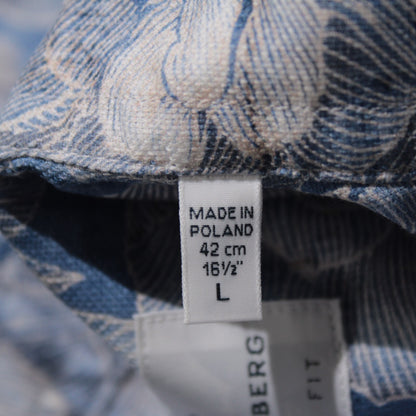 MADE IN
POLAND
42 cm
16½"
L
BERG
FIT